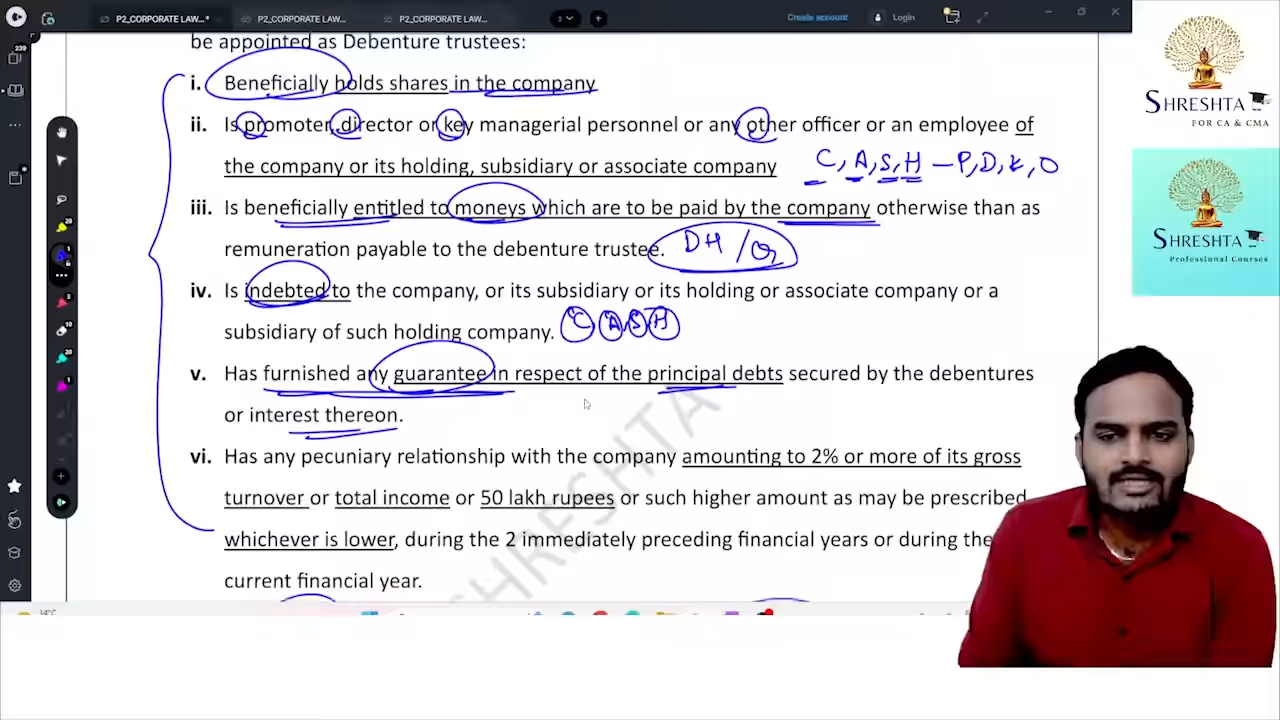 P2_CORPORATE LAW...* P2_CORPORATE LAW... P2_CORPORATE LAW... 3 Create account Login
239
be appointed as Debenture trustees:
i. Beneficially holds shares in the company
ii. Is promoter, director or key managerial personnel or any other officer or an employee of
the company or its holding, subsidiary or associate company C, A, S, H – P, D, K, O
iii. Is beneficially entitled to moneys which are to be paid by the company otherwise than as
remuneration payable to the debenture trustee. DH /
iv. Is indebted to the company, or its subsidiary or its holding or associate company or a
subsidiary of such holding company. C A S H
v. Has furnished any guarantee in respect of the principal debts secured by the debentures
or interest thereon.
vi. Has any pecuniary relationship with the company amounting to 2% or more of its gross
turnover or total income or 50 lakh rupees or such higher amount as may be prescribed
whichever is lower, during the 2 immediately preceding financial years or during the
current financial year.
SHRESHTA
SHRESHTA
FOR CA & CMA
SHRESHTA
Professional Courses